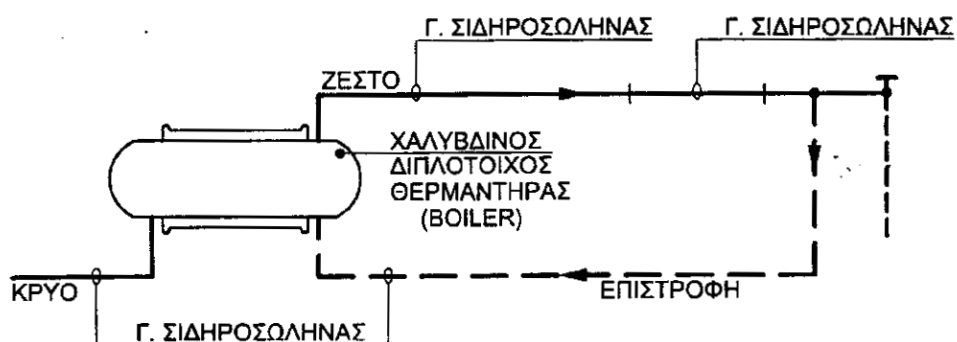 Γ. ΣΙΔΗΡΟΣΩΛΗΝΑΣ
Γ. ΣΙΔΗΡΟΣΩΛΗΝΑΣ
ΖΕΣΤΟ
ΧΑΛΥΒΔΙΝΟΣ
ΔΙΠΛΟΤΟΙΧΟΣ
ΘΕΡΜΑΝΤΗΡΑΣ
(BOILER)
ΚΡΥΟ
ΕΠΙΣΤΡΟΦΗ
Γ. ΣΙΔΗΡΟΣΩΛΗΝΑΣ